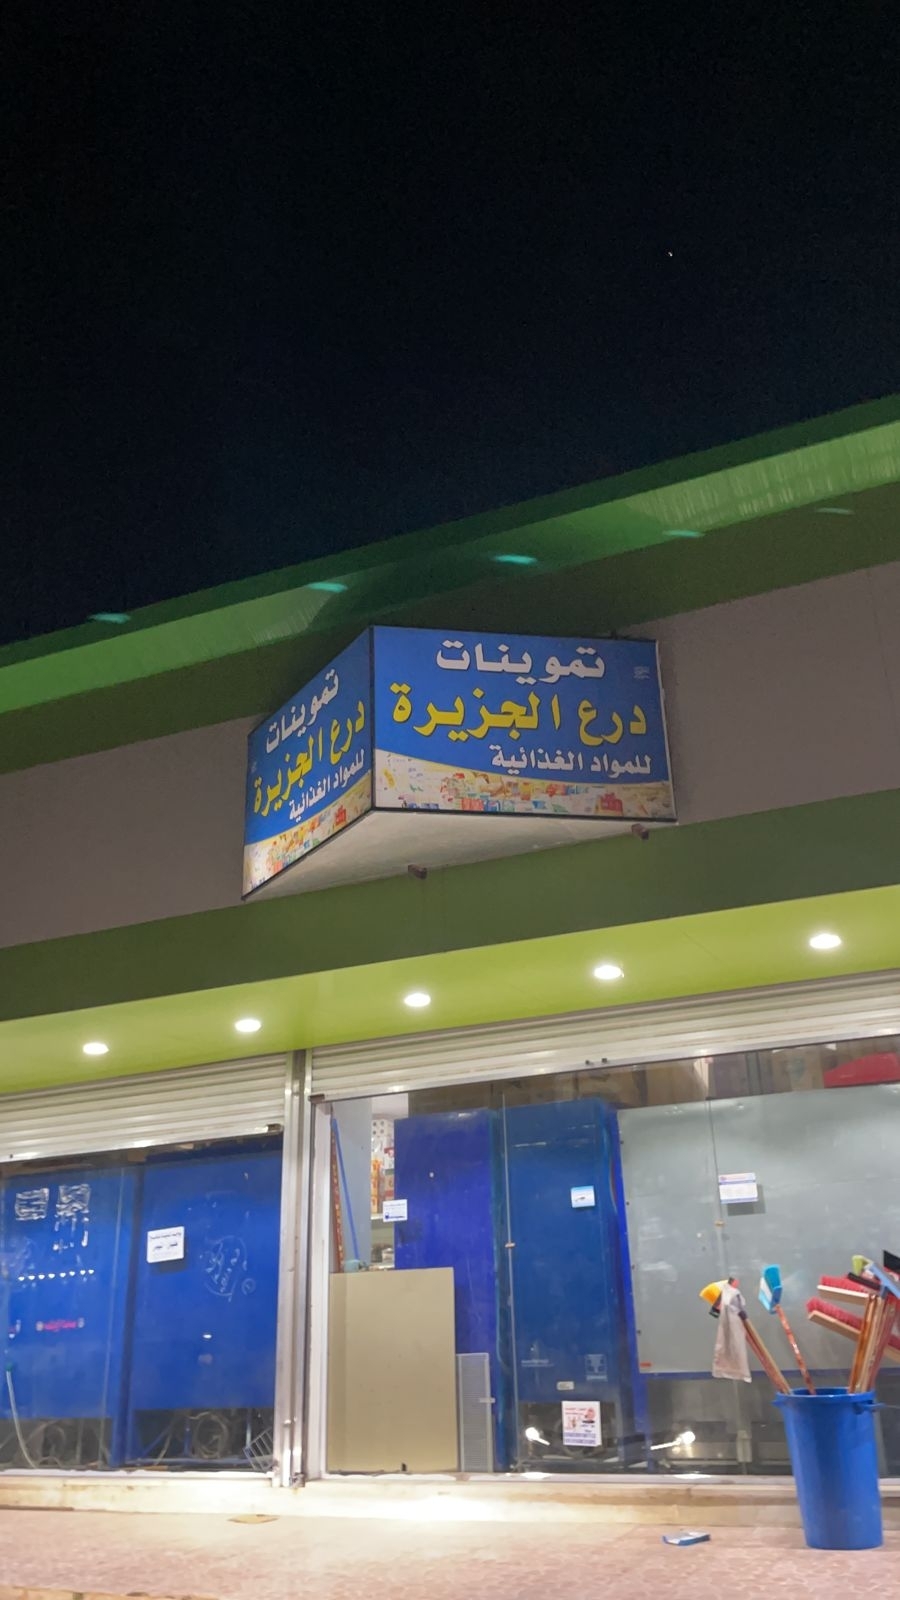 تموينات
درع الجزيرة
للمواد الغذائية
تموينات
درع الجزيرة
للمواد الغذائية